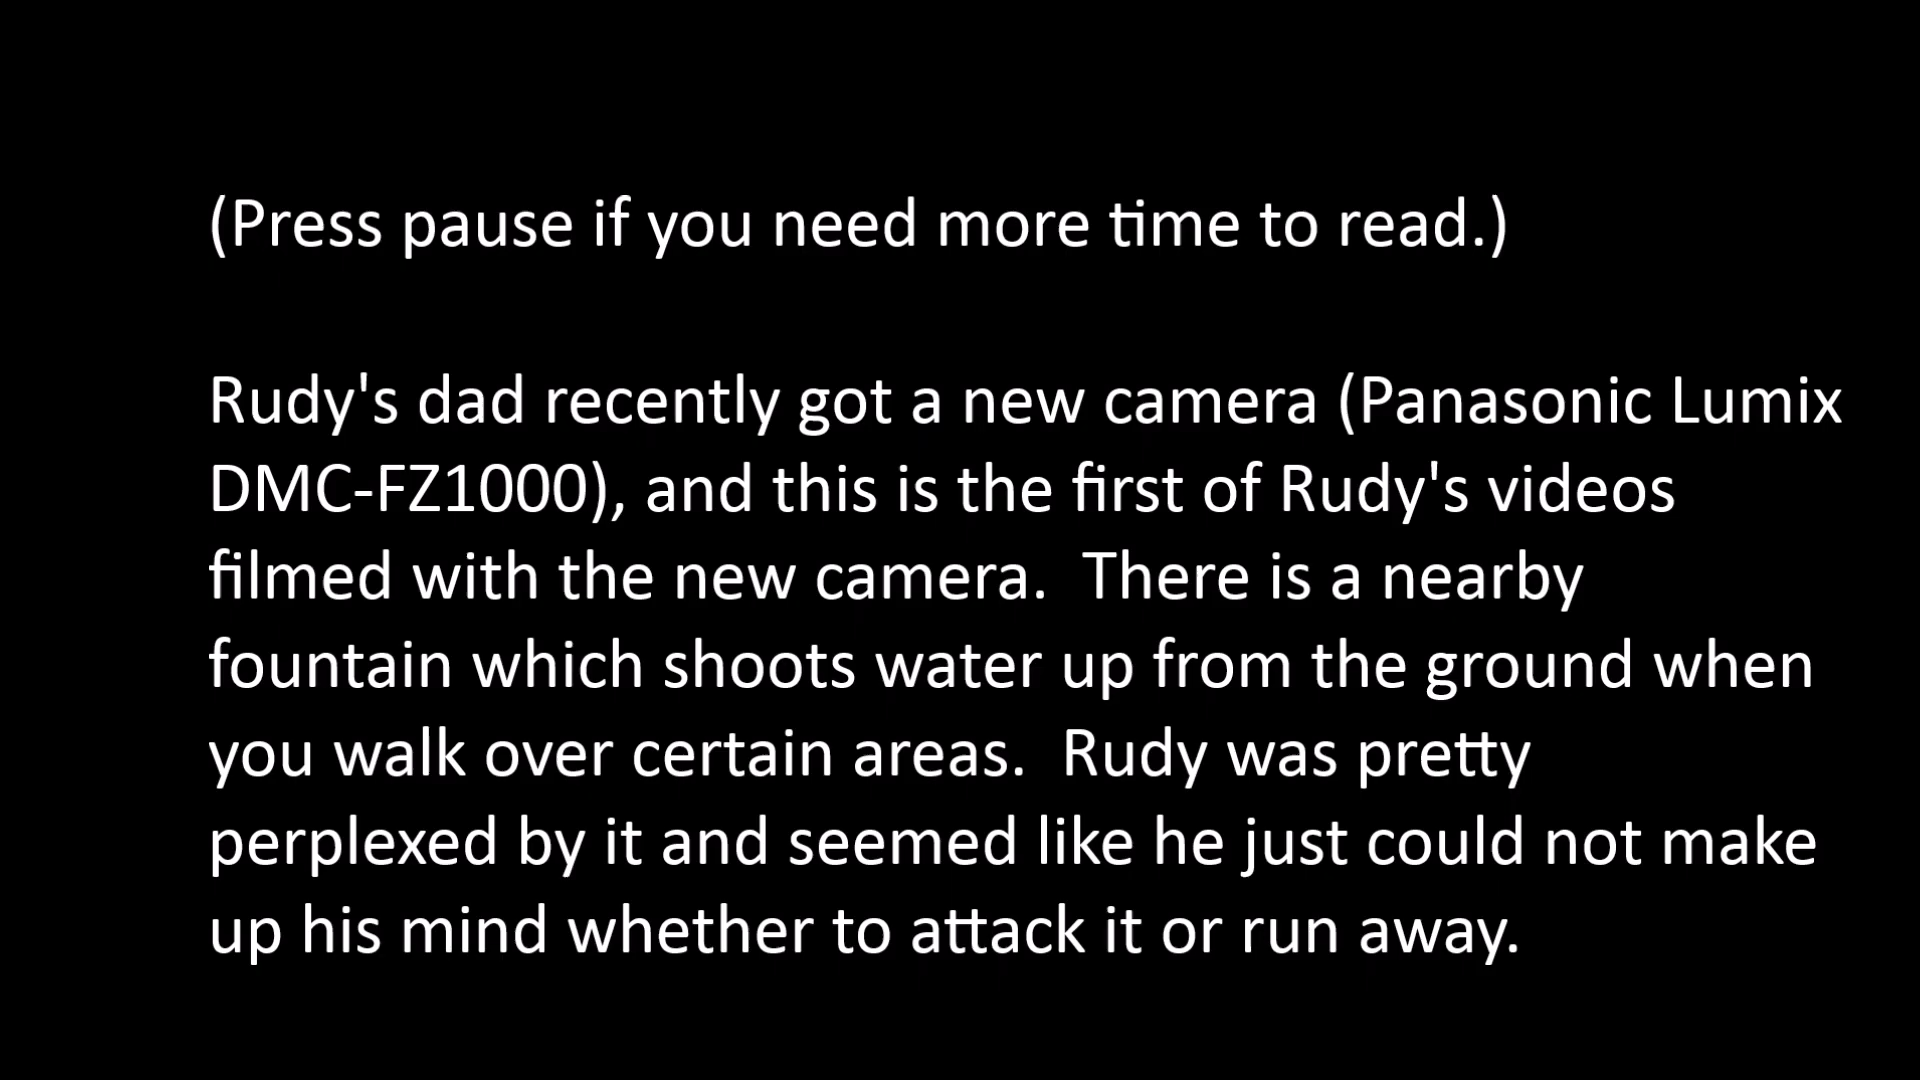 (Press pause if you need more time to read.)
Rudy's dad recently got a new camera (Panasonic Lumix
DMC-FZ1000), and this is the first of Rudy's videos
filmed with the new camera.  There is a nearby
fountain which shoots water up from the ground when
you walk over certain areas.  Rudy was pretty
perplexed by it and seemed like he just could not make
up his mind whether to attack it or run away.